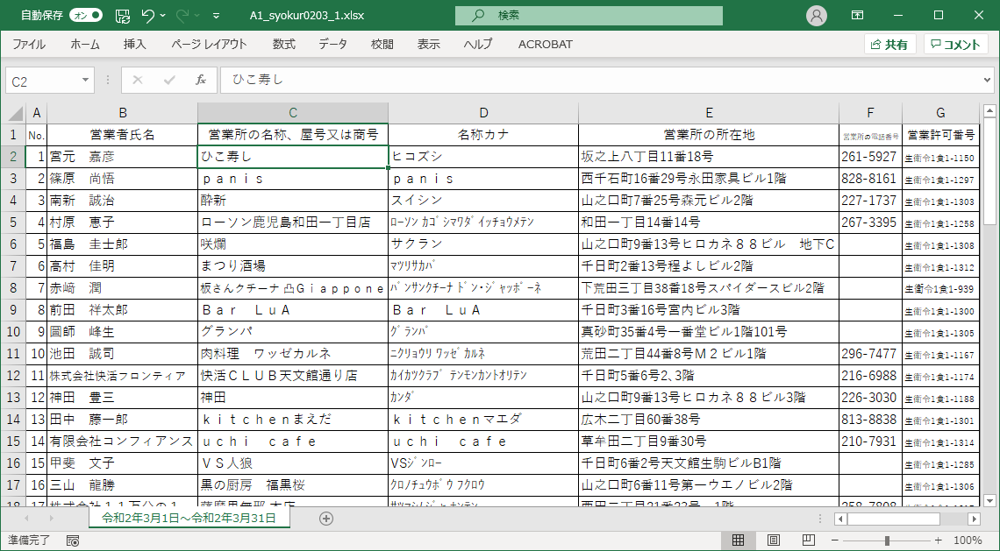 自動保存 オン A1_syokur0203_1.xlsx 検索
ファイル ホーム 挿入 ページ レイアウト 数式 データ 校閲 表示 ヘルプ ACROBAT 共有 コメント
C2 fx ひこ寿し
A B C D E F G
1 No. 営業者氏名 営業所の名称、屋号又は商号 名称カナ 営業所の所在地 営業所の電話番号 営業許可番号
2 1 宮元　嘉彦 ひこ寿し ヒコズシ 坂之上八丁目11番18号 261-5927 生衛令1食1-1150
3 2 篠原　尚悟 ｐａｎｉｓ ｐａｎｉｓ 西千石町16番29号永田家具ビル1階 828-8161 生衛令1食1-1297
4 3 南新　誠治 酔新 スイシン 山之口町7番25号森元ビル2階 227-1737 生衛令1食1-1303
5 4 村原　恵子 ローソン鹿児島和田一丁目店 ﾛｰｿﾝ ｶｺﾞｼﾏﾜﾀﾞｲｯﾁｮｳﾒﾃﾝ 和田一丁目14番14号 267-3395 生衛令1食1-1258
6 5 福島　圭士郎 咲爛 サクラン 山之口町9番13号ヒロカネ８８ビル　地下C 生衛令1食1-1308
7 6 高村　佳明 まつり酒場 ﾏﾂﾘｻｶﾊﾞ 千日町2番13号程よしビル2階 生衛令1食1-1312
8 7 赤﨑　潤 板さんクチーナ 凸Ｇｉａｐｐｏｎｅ ﾊﾞﾝｻﾝｸﾁｰﾅ ﾄﾞﾝ･ｼﾞｬｯﾎﾟｰﾈ 下荒田三丁目38番18号スパイダースビル2階 生衛令1食1-939
9 8 前田　祥太郎 Ｂａｒ　ＬｕＡ Ｂａｒ　ＬｕＡ 千日町3番16号宮内ビル3階 生衛令1食1-1300
10 9 圖師　峰生 グランパ ｸﾞﾗﾝﾊﾟ 真砂町35番4号一番堂ビル1階101号 生衛令1食1-1305
11 10 池田　誠司 肉料理　ワッゼカルネ ﾆｸﾘｮｳﾘ ﾜｯｾﾞｶﾙﾈ 荒田二丁目44番8号Ｍ２ビル1階 296-7477 生衛令1食1-1167
12 11 株式会社快活フロンティア 快活ＣＬＵＢ天文館通り店 ｶｲｶﾂｸﾗﾌﾞ ﾃﾝﾓﾝｶﾝﾄｵﾘﾃﾝ 千日町5番6号2､3階 216-6988 生衛令1食1-1174
13 12 神田　豊三 神田 ｶﾝﾀﾞ 山之口町9番13号ヒロカネ８８ビル3階 226-3030 生衛令1食1-1188
14 13 田中　藤一郎 ｋｉｔｃｈｅｎまえだ ｋｉｔｃｈｅｎマエダ 広木二丁目60番38号 813-8838 生衛令1食1-1301
15 14 有限会社コンフィアンス ｕｃｈｉ　ｃａｆｅ ｕｃｈｉ　ｃａｆｅ 草牟田二丁目9番30号 210-7931 生衛令1食1-1314
16 15 甲斐　文子 ＶＳ人狼 VSｼﾞﾝﾛｰ 千日町6番2号天文館生駒ビルB1階 生衛令1食1-1285
17 16 三山　龍勝 黒の厨房　福黒桜 ｸﾛﾉﾁｭｳﾎﾞｳ ﾌｸﾛｳ 山之口町6番11号第一ウエノビル2階 生衛令1食1-1306
18 17
令和2年3月1日～令和2年3月31日
準備完了 100%